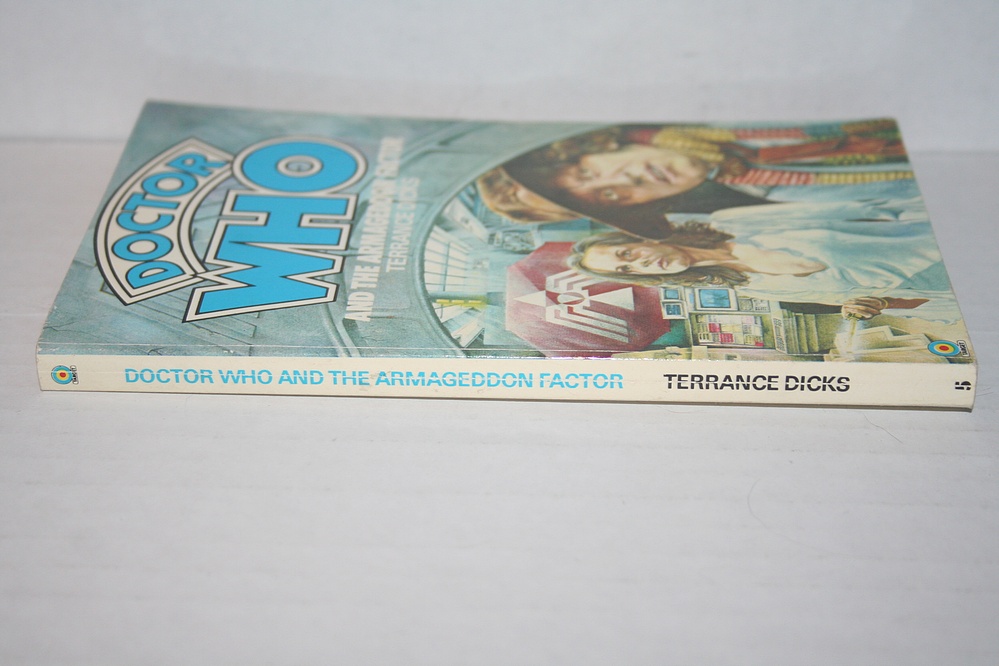 DOCTOR
WHO
AND THE ARMAGEDDON FACTOR
TERRANCE DICKS
DOCTOR WHO AND THE ARMAGEDDON FACTOR TERRANCE DICKS 5